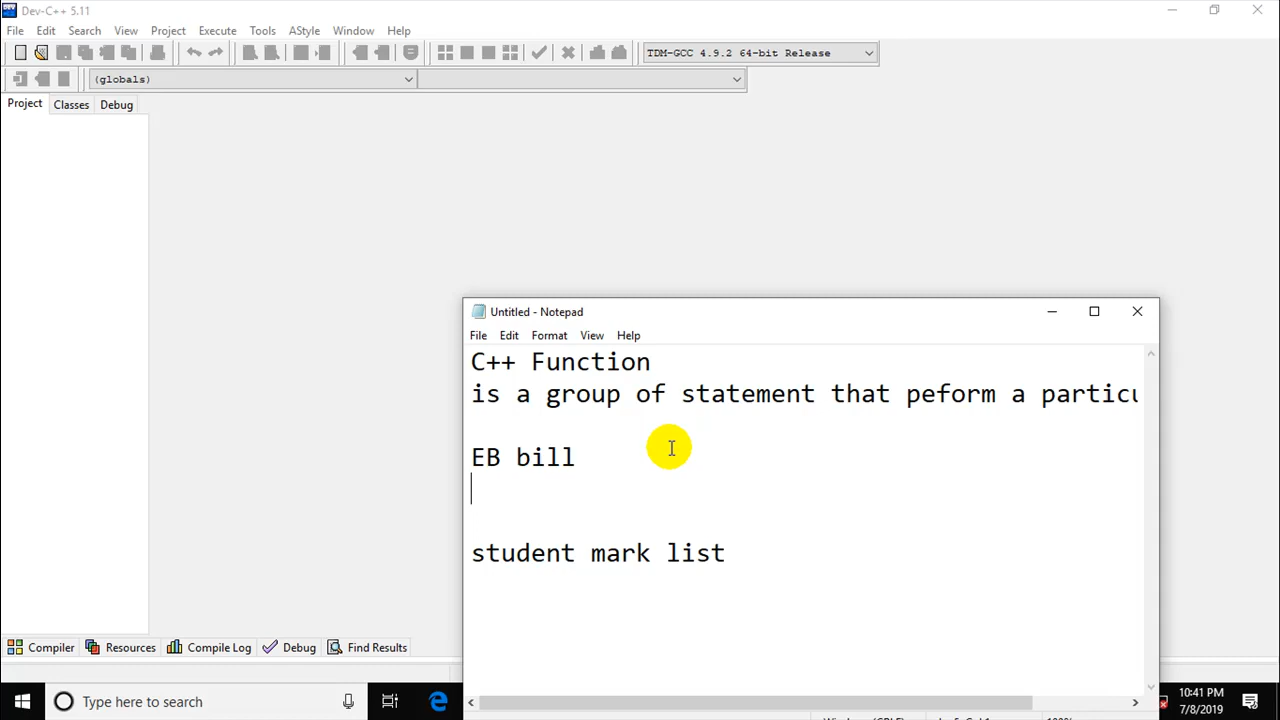 Dev-C++ 5.11
File Edit Search View Project Execute Tools AStyle Window Help
TDM-GCC 4.9.2 64-bit Release
(globals)
Project Classes Debug
Untitled - Notepad
File Edit Format View Help
C++ Function
is a group of statement that peform a particu
EB bill
student mark list
Compiler Resources Compile Log Debug Find Results
Type here to search
10:41 PM
7/8/2019